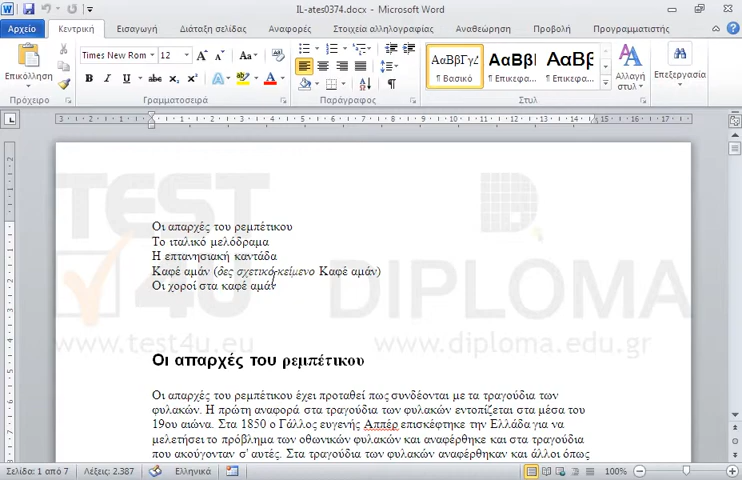 IL-ates0374.docx - Microsoft Word
Αρχείο Κεντρική Εισαγωγή Διάταξη σελίδας Αναφορές Στοιχεία αλληλογραφίας Αναθεώρηση Προβολή Προγραμματιστής
Επικόλληση
Times New Rom 12
ΑαΒβΓγΔ ΑαΒβΙ ΑαΒβ
¶ Βασικό ¶ Επικεφα... ¶ Επικεφα...
Αλλαγή στυλ
Επεξεργασία
Πρόχειρο Γραμματοσειρά Παράγραφος Στυλ
TEST 4U
www.test4u.eu
DIPLOMA
www.diploma.edu.gr
Οι απαρχές του ρεμπέτικου
Το ιταλικό μελόδραμα
Η επτανησιακή καντάδα
Καφέ αμάν (δες σχετικό κείμενο Καφέ αμάν)
Οι χοροί στα καφέ αμάν
Οι απαρχές του ρεμπέτικου
Οι απαρχές του ρεμπέτικου έχει προταθεί πως συνδέονται με τα τραγούδια των
φυλακών. Η πρώτη αναφορά στα τραγούδια των φυλακών εντοπίζεται στα μέσα του
19ου αιώνα. Στα 1850 ο Γάλλος ευγενής Αππέρ επισκέφτηκε την Ελλάδα για να
μελετήσει το πρόβλημα των οθωνικών φυλακών και αναφέρθηκε και στα τραγούδια
που ακούγονταν σ' αυτές. Στα τραγούδια των φυλακών αναφέρθηκαν και άλλοι όπως
Σελίδα: 1 από 7 Λέξεις: 2.387 Ελληνικά 100%